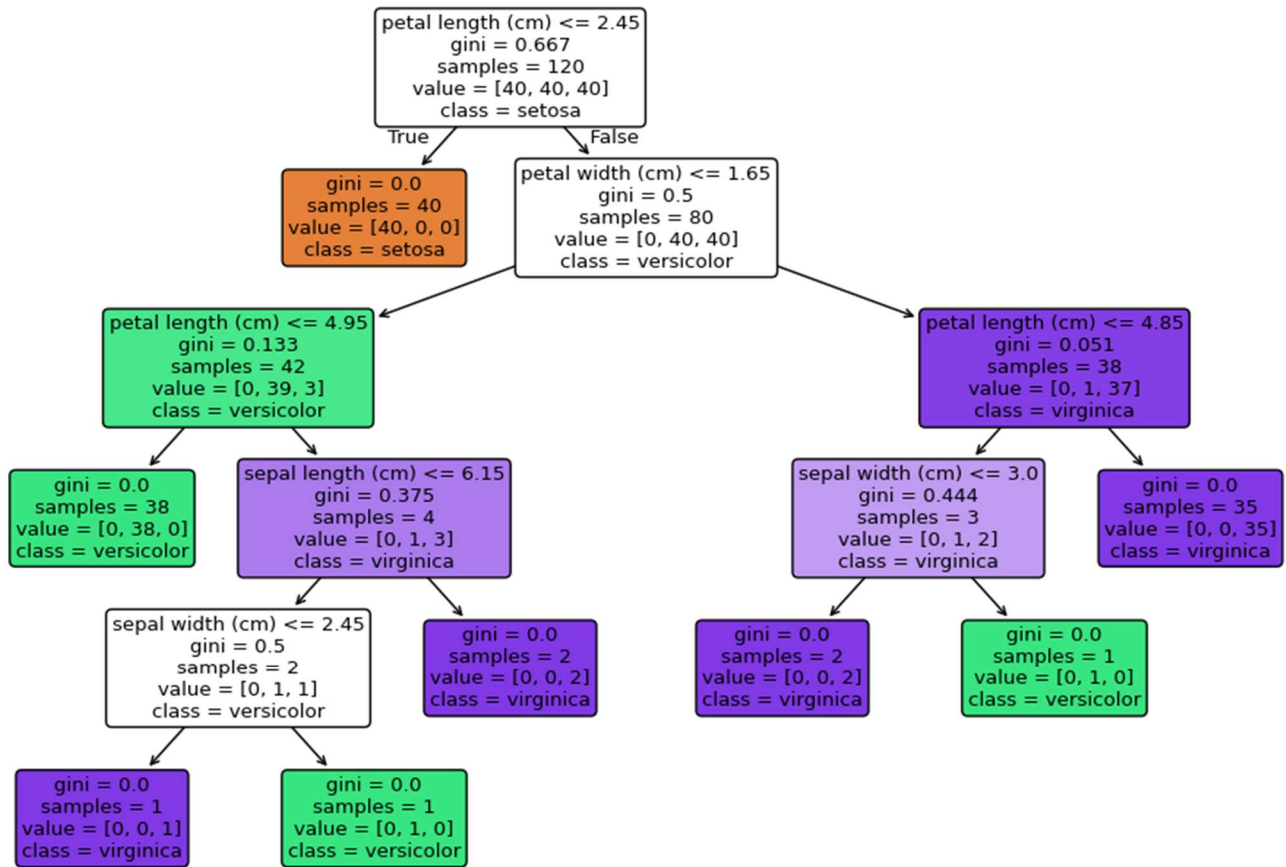 petal length (cm) <= 2.45
gini = 0.667
samples = 120
value = [40, 40, 40]
class = setosa
True
False
gini = 0.0
samples = 40
value = [40, 0, 0]
class = setosa
petal width (cm) <= 1.65
gini = 0.5
samples = 80
value = [0, 40, 40]
class = versicolor
petal length (cm) <= 4.95
gini = 0.133
samples = 42
value = [0, 39, 3]
class = versicolor
petal length (cm) <= 4.85
gini = 0.051
samples = 38
value = [0, 1, 37]
class = virginica
gini = 0.0
samples = 38
value = [0, 38, 0]
class = versicolor
sepal length (cm) <= 6.15
gini = 0.375
samples = 4
value = [0, 1, 3]
class = virginica
sepal width (cm) <= 3.0
gini = 0.444
samples = 3
value = [0, 1, 2]
class = virginica
gini = 0.0
samples = 35
value = [0, 0, 35]
class = virginica
sepal width (cm) <= 2.45
gini = 0.5
samples = 2
value = [0, 1, 1]
class = versicolor
gini = 0.0
samples = 2
value = [0, 0, 2]
class = virginica
gini = 0.0
samples = 2
value = [0, 0, 2]
class = virginica
gini = 0.0
samples = 1
value = [0, 1, 0]
class = versicolor
gini = 0.0
samples = 1
value = [0, 0, 1]
class = virginica
gini = 0.0
samples = 1
value = [0, 1, 0]
class = versicolor